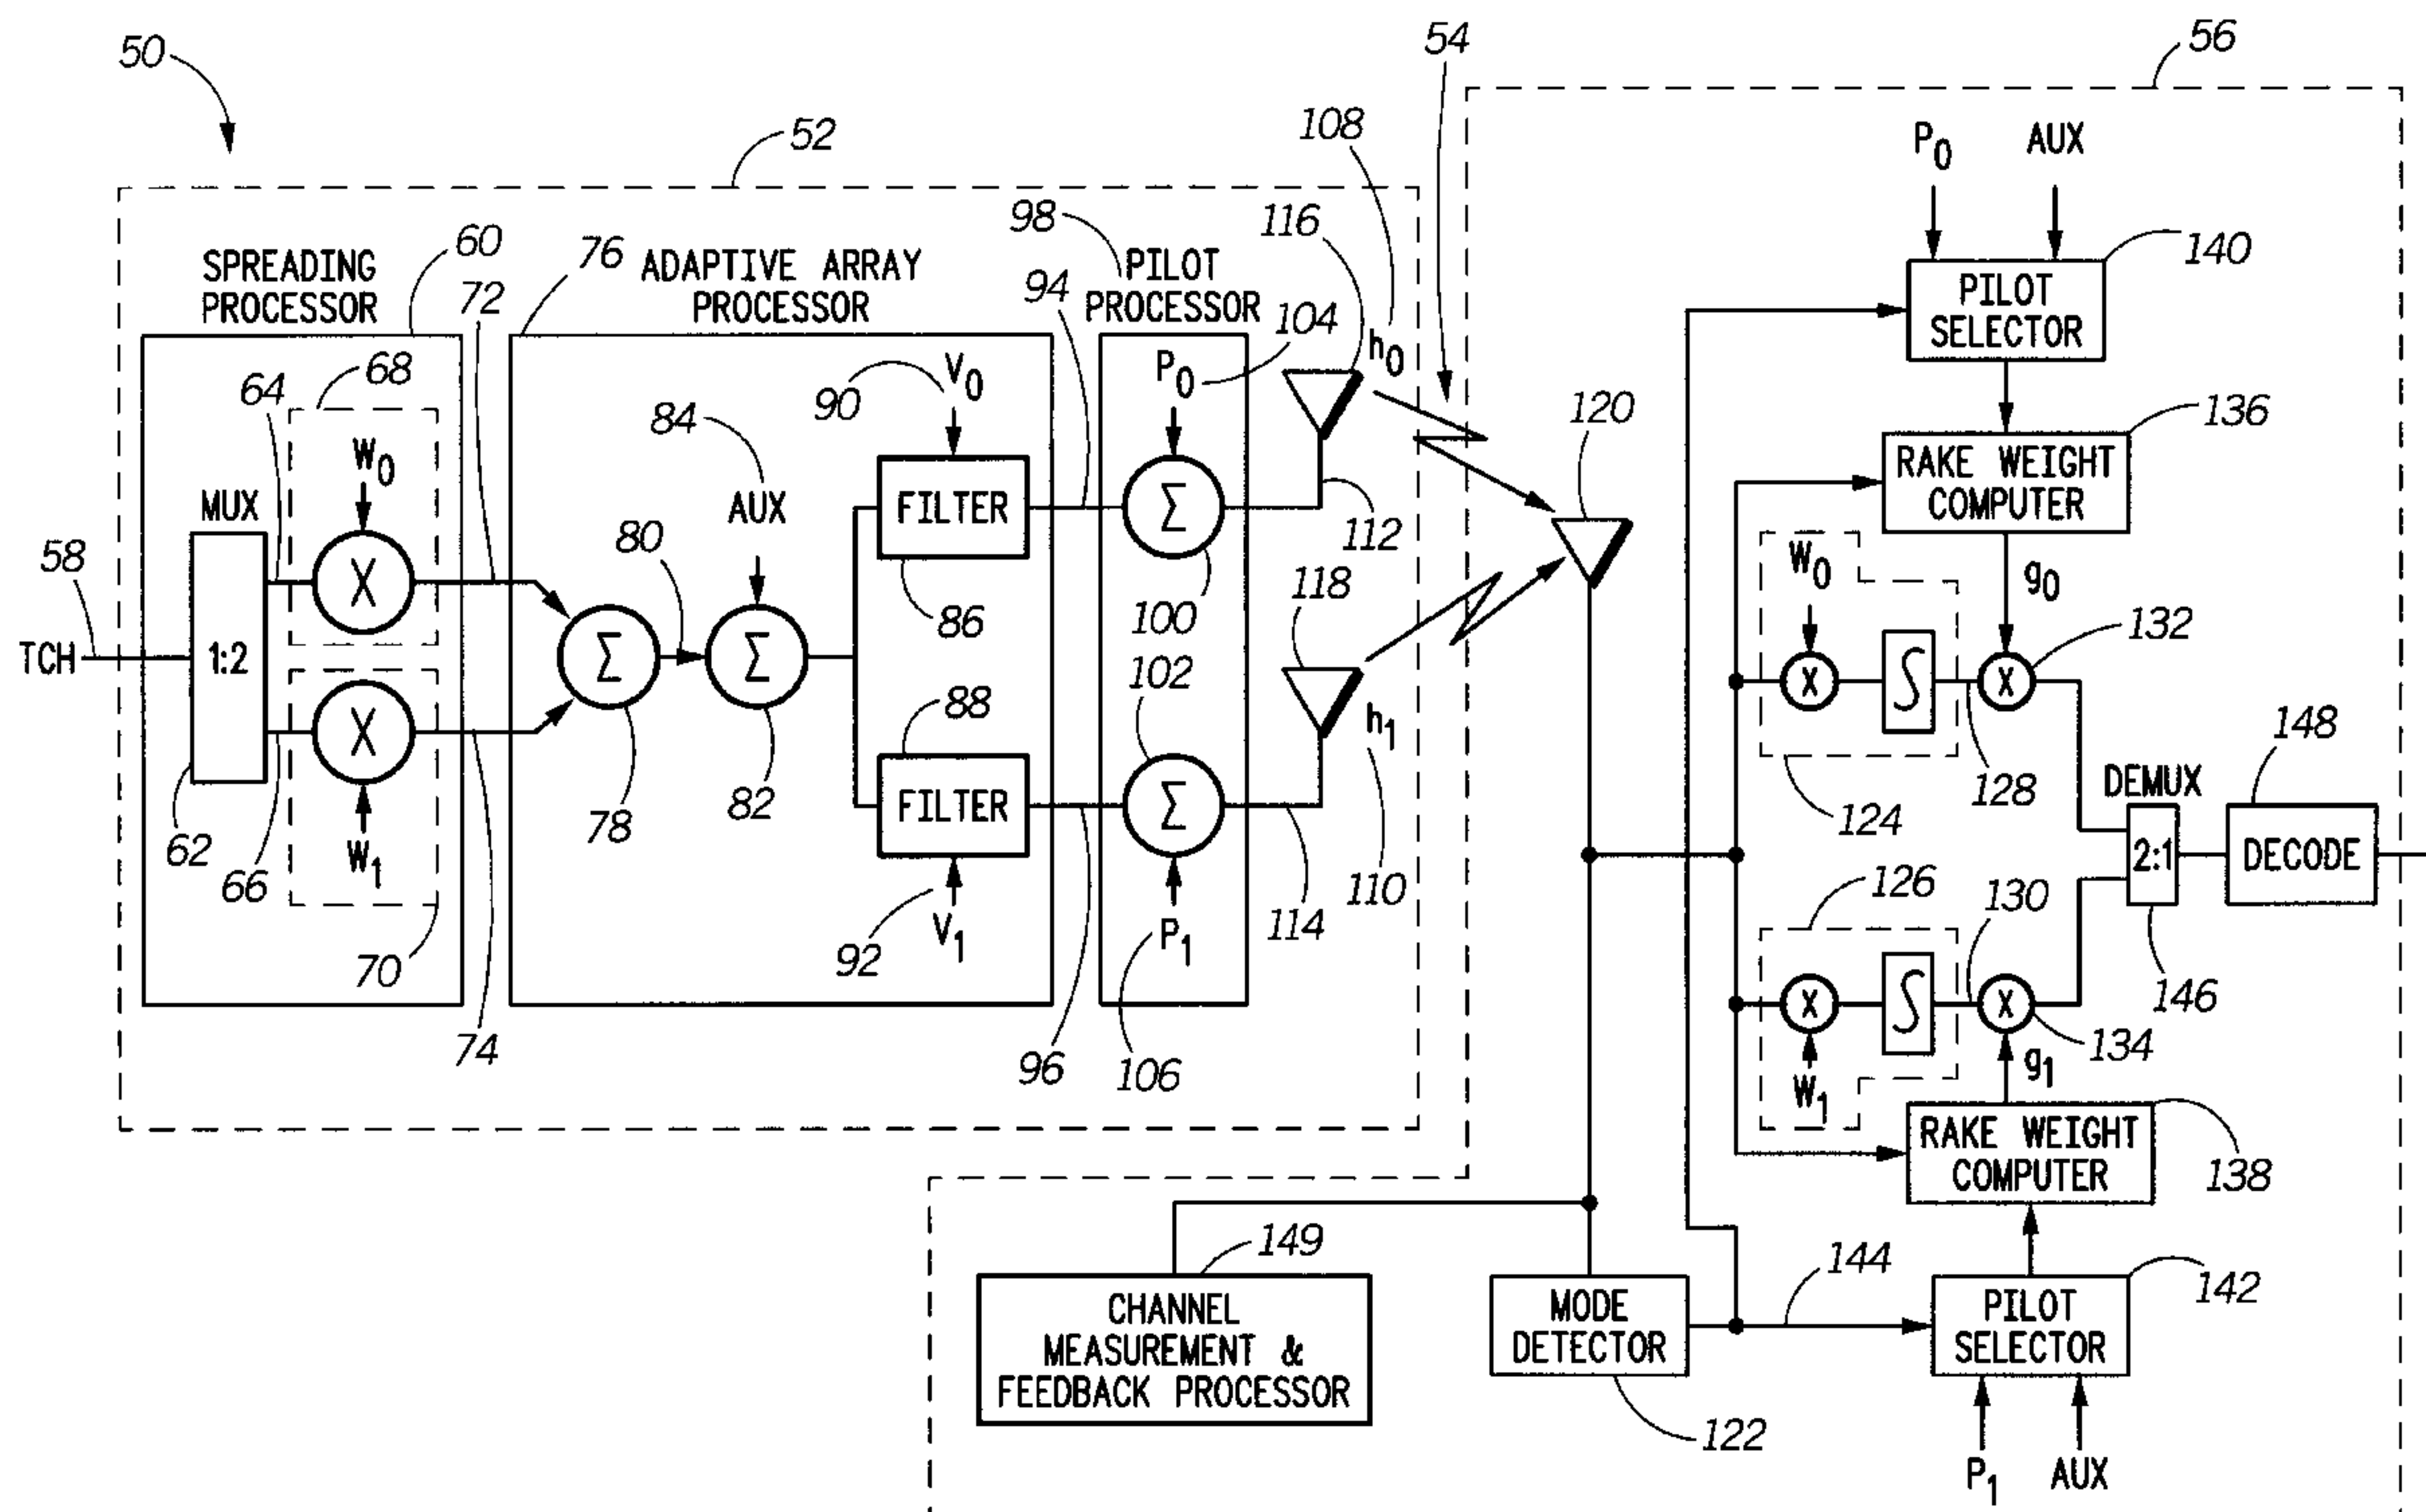 50
52
54
56
108
116
98
P0
AUX
SPREADING
PROCESSOR
60
76
ADAPTIVE ARRAY
PROCESSOR
94
PILOT
PROCESSOR
104
h0
140
PILOT
SELECTOR
72
64
68
W0
90
V0
P0
84
AUX
120
136
RAKE WEIGHT
COMPUTER
MUX
FILTER
Σ
112
58
TCH
1:2
X
80
86
100
118
W0
g0
132
Σ
Σ
102
88
h1
X
∫
X
X
62
66
W1
78
82
FILTER
Σ
124
128
DEMUX
148
2:1
DECODE
70
74
92
V1
P1
114
110
126
130
146
96
106
X
∫
X
134
W1
g1
RAKE WEIGHT
COMPUTER
138
149
CHANNEL
MEASUREMENT &
FEEDBACK PROCESSOR
MODE
DETECTOR
122
144
PILOT
SELECTOR
142
P1
AUX